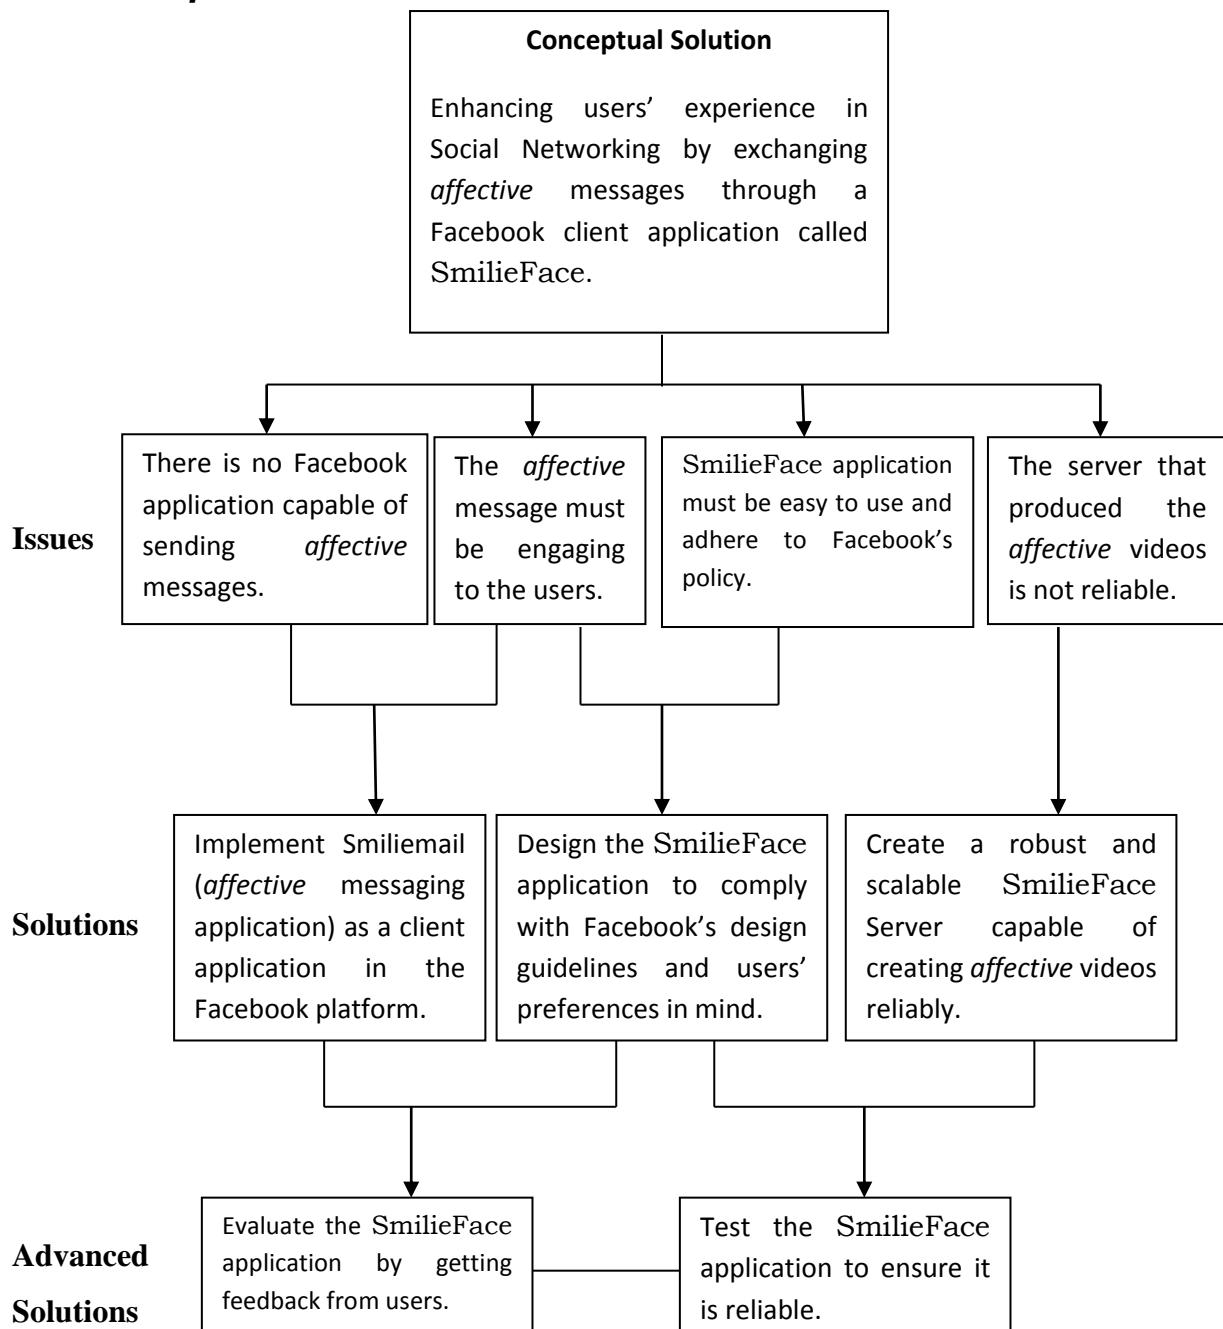 Conceptual Solution
Enhancing users’ experience in
Social Networking by exchanging
affective messages through a
Facebook client application called
SmilieFace.
Issues
There is no Facebook
application capable of
sending affective
messages.
The affective
message must
be engaging
to the users.
SmilieFace application
must be easy to use and
adhere to Facebook’s
policy.
The server that
produced the
affective videos
is not reliable.
Solutions
Implement Smiliemail
(affective messaging
application) as a client
application in the
Facebook platform.
Design the SmilieFace
application to comply
with Facebook’s design
guidelines and users’
preferences in mind.
Create a robust and
scalable SmilieFace
Server capable of
creating affective videos
reliably.
Advanced
Solutions
Evaluate the SmilieFace
application by getting
feedback from users.
Test the SmilieFace
application to ensure it
is reliable.